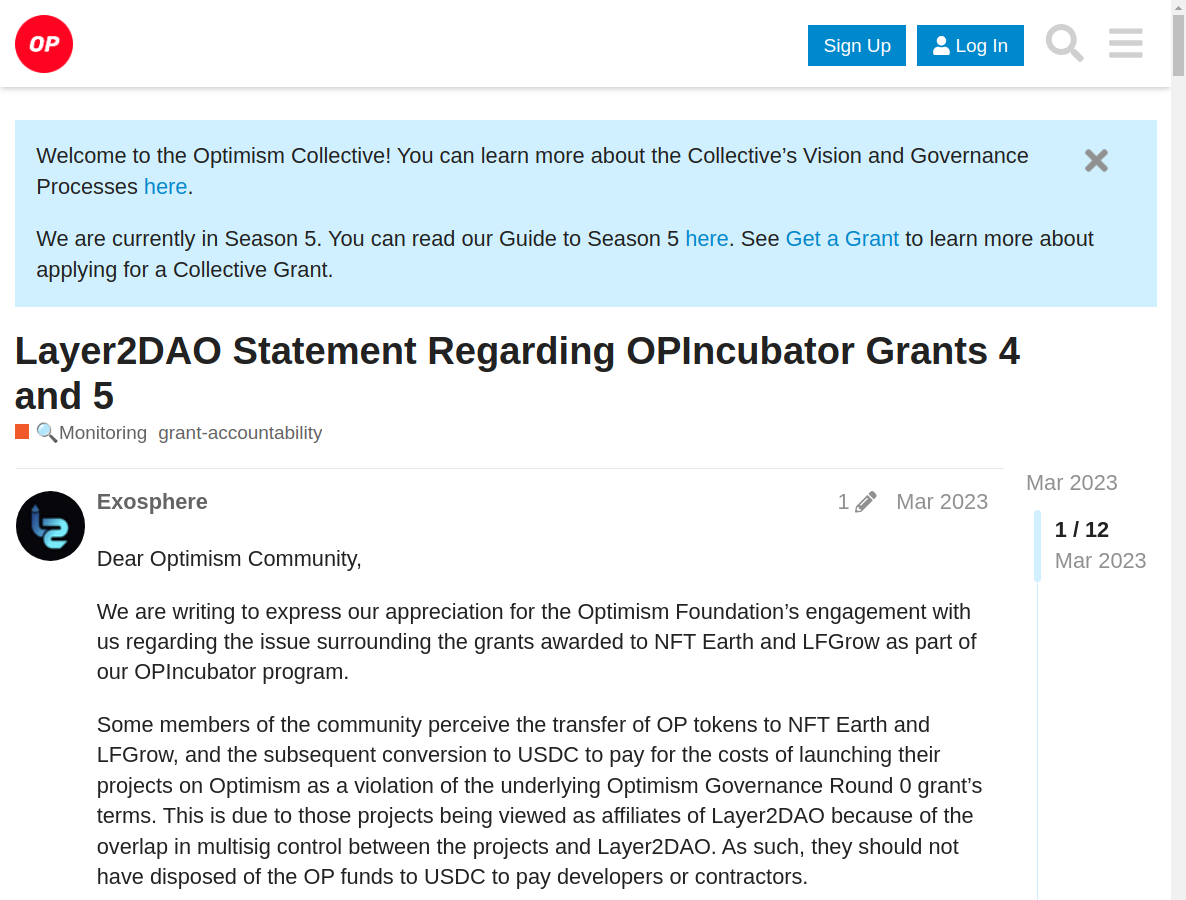 OP
Sign Up
Log In
Welcome to the Optimism Collective! You can learn more about the Collective’s Vision and Governance
Processes here.
We are currently in Season 5. You can read our Guide to Season 5 here. See Get a Grant to learn more about
applying for a Collective Grant.
Layer2DAO Statement Regarding OPIncubator Grants 4
and 5
Monitoring grant-accountability
Exosphere
1
Mar 2023
Mar 2023
1 / 12
Mar 2023
Dear Optimism Community,
We are writing to express our appreciation for the Optimism Foundation’s engagement with
us regarding the issue surrounding the grants awarded to NFT Earth and LFGrow as part of
our OPIncubator program.
Some members of the community perceive the transfer of OP tokens to NFT Earth and
LFGrow, and the subsequent conversion to USDC to pay for the costs of launching their
projects on Optimism as a violation of the underlying Optimism Governance Round 0 grant’s
terms. This is due to those projects being viewed as affiliates of Layer2DAO because of the
overlap in multisig control between the projects and Layer2DAO. As such, they should not
have disposed of the OP funds to USDC to pay developers or contractors.